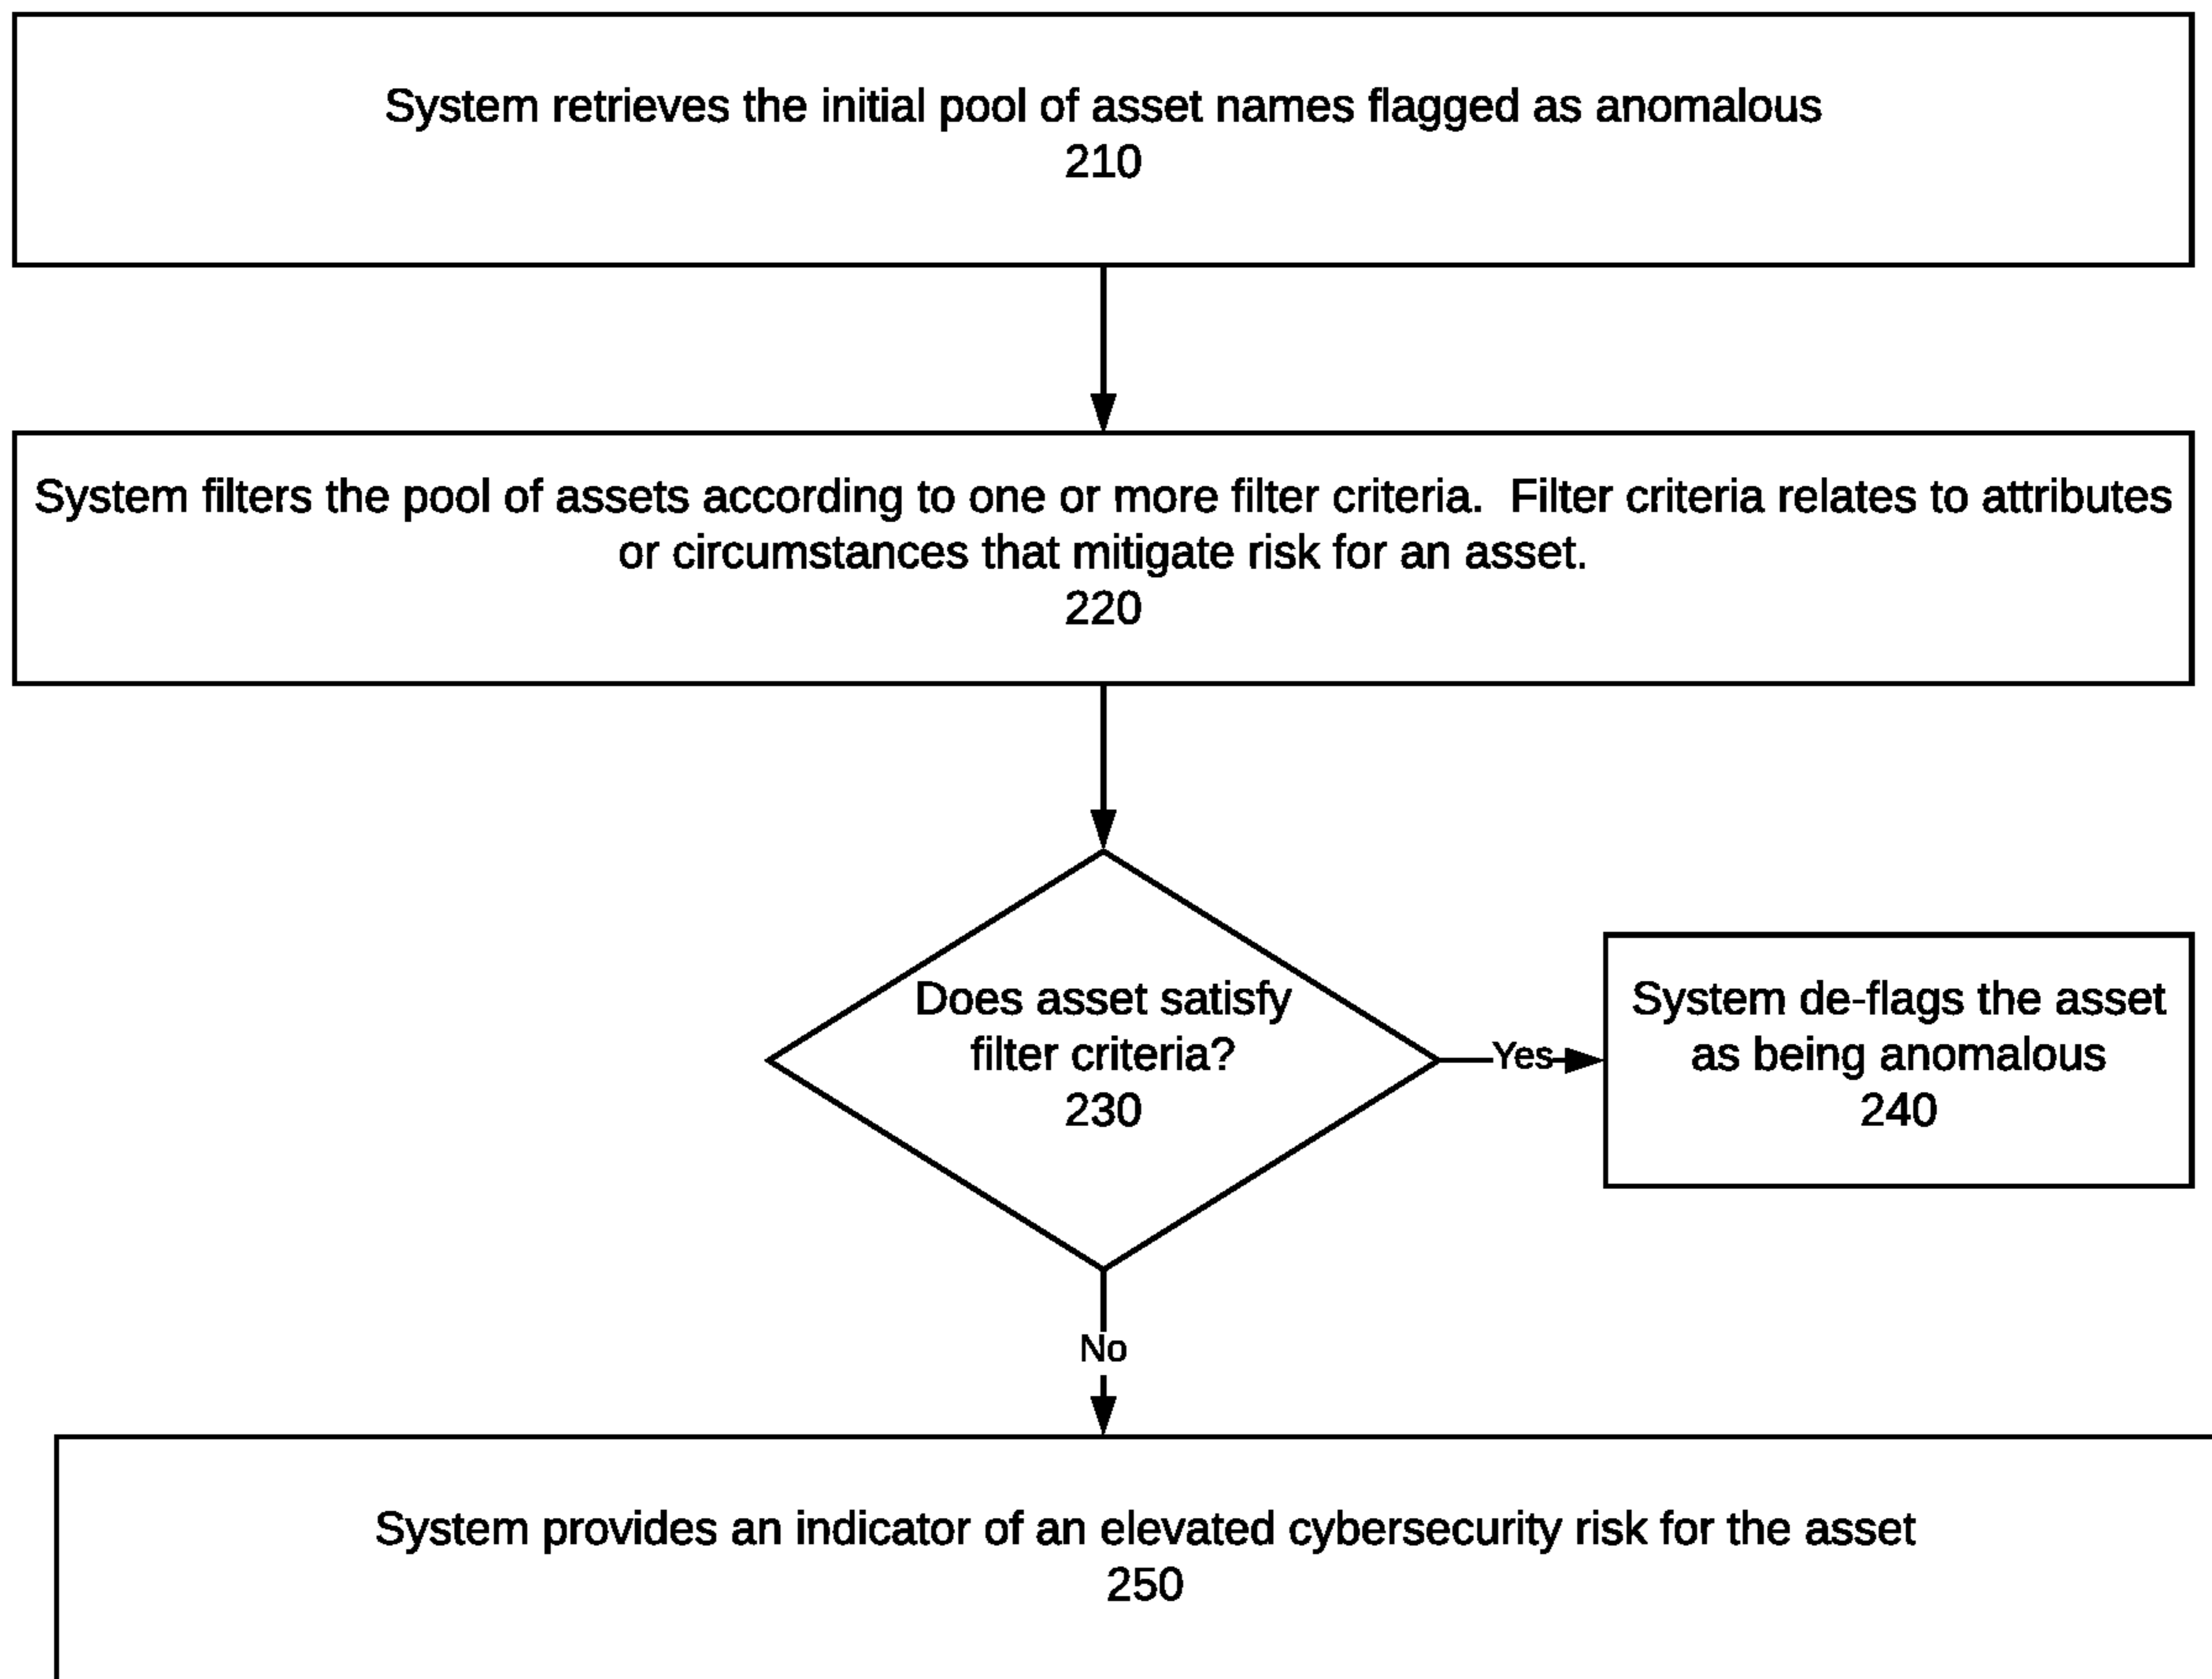 System retrieves the initial pool of asset names flagged as anomalous
210
System filters the pool of assets according to one or more filter criteria.  Filter criteria relates to attributes
or circumstances that mitigate risk for an asset.
220
Does asset satisfy
filter criteria?
230
Yes
System de-flags the asset
as being anomalous
240
No
System provides an indicator of an elevated cybersecurity risk for the asset
250